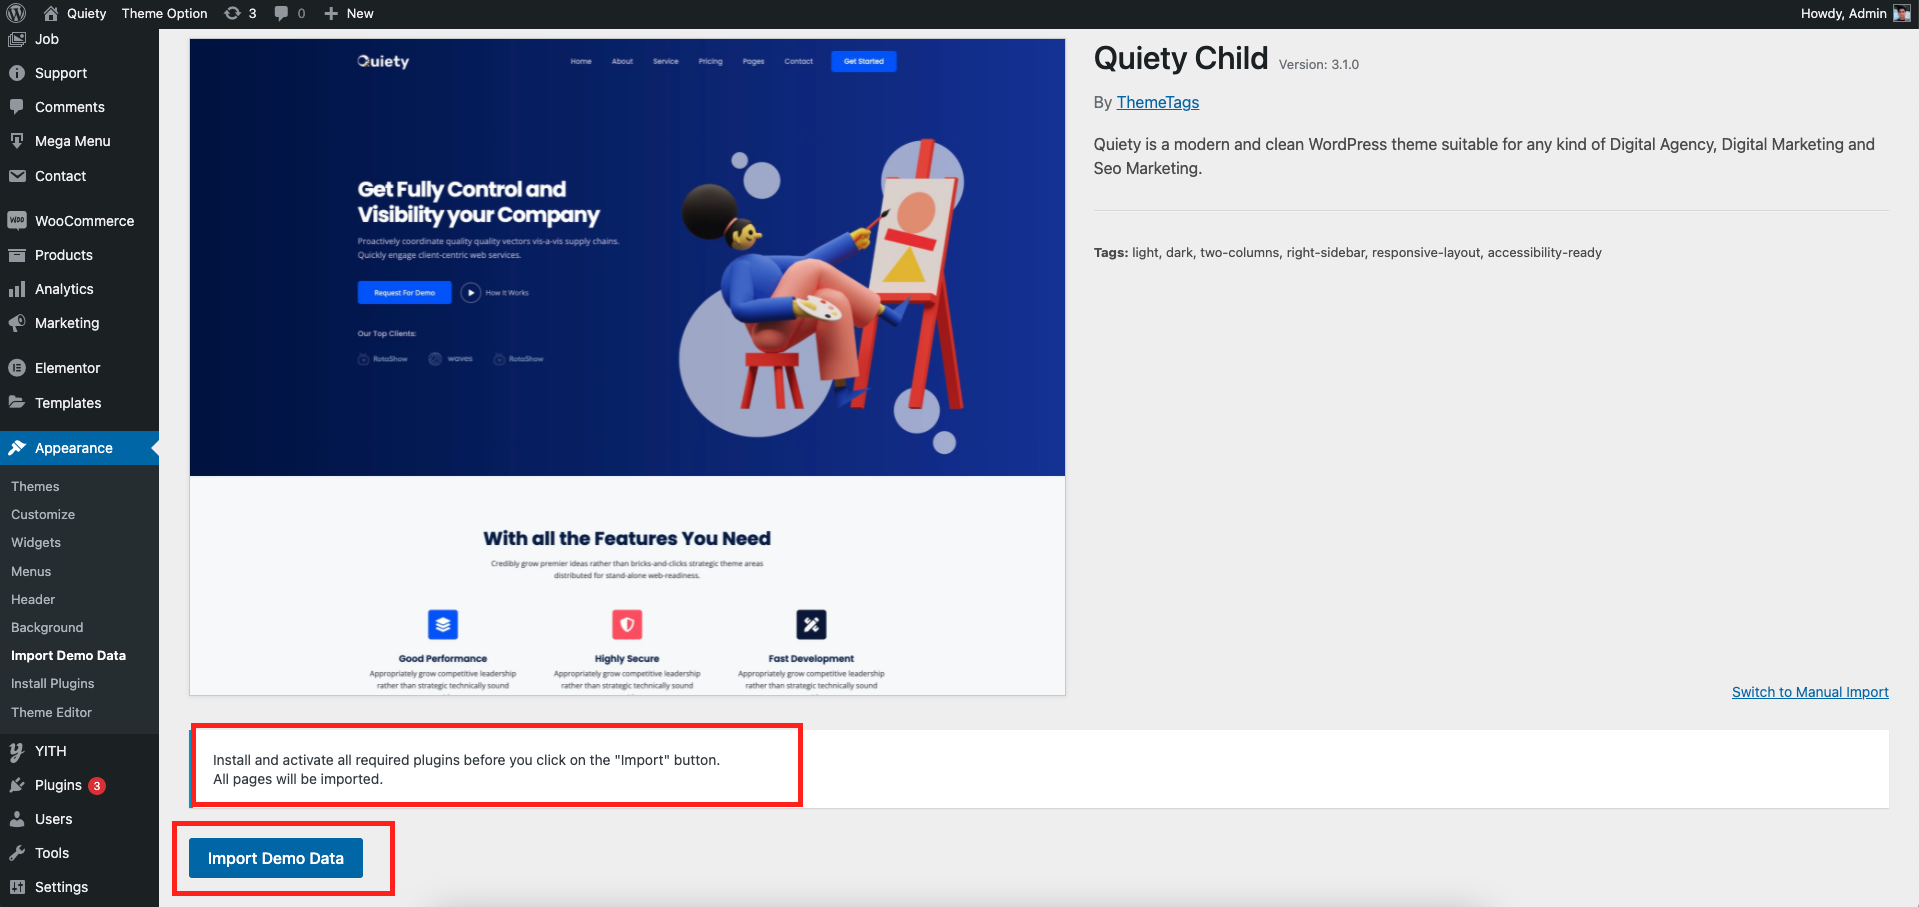 Quiety
Theme Option
3
0
New
Howdy, Admin
Job
Support
Comments
Mega Menu
Contact
WooCommerce
Products
Analytics
Marketing
Elementor
Templates
Appearance
Themes
Customize
Widgets
Menus
Header
Background
Import Demo Data
Install Plugins
Theme Editor
YITH
Plugins 3
Users
Tools
Settings
Quiety
Home About Service Pricing Pages Contact Get Started
Get Fully Control and
Visibility your Company
Proactively coordinate quality quality vectors vis-a-vis supply chains.
Quickly engage client-centric web services.
Request For Demo
How It Works
Our Top Clients:
RotoShow waves RotoShow
With all the Features You Need
Credibly grow premier ideas rather than bricks-and-clicks strategic theme areas
distributed for stand-alone web-readiness.
Good Performance
Appropriately grow competitive leadership
rather than strategic technically sound
Highly Secure
Appropriately grow competitive leadership
rather than strategic technically sound
Fast Development
Appropriately grow competitive leadership
rather than strategic technically sound
Quiety Child Version: 3.1.0
By ThemeTags
Quiety is a modern and clean WordPress theme suitable for any kind of Digital Agency, Digital Marketing and
Seo Marketing.
Tags: light, dark, two-columns, right-sidebar, responsive-layout, accessibility-ready
Switch to Manual Import
Install and activate all required plugins before you click on the "Import" button.
All pages will be imported.
Import Demo Data